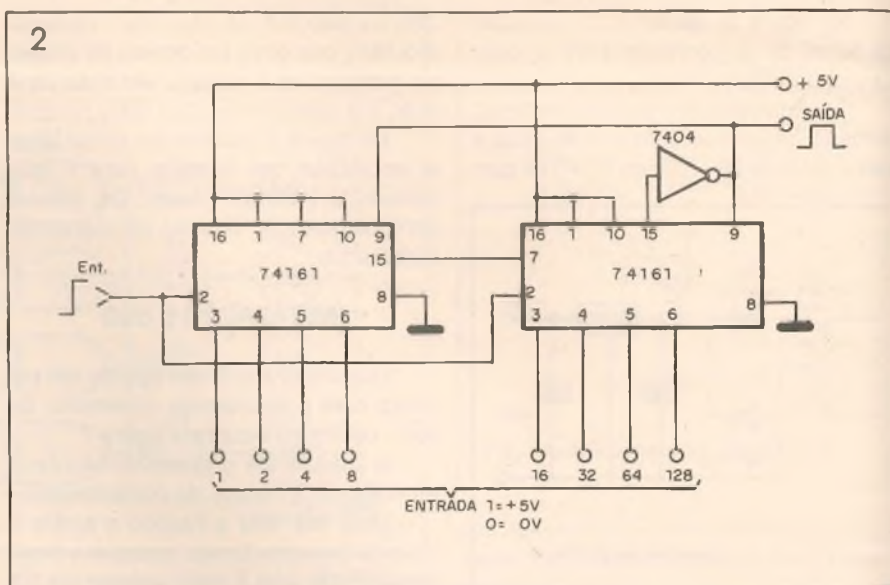 2
+ 5V
SAÍDA
7404
16 1 7 10 9
16 1 10 15 9
Ent.
15
7
74161
74161
2
8
2
8
3 4 5 6
3 4 5 6
1 2 4 8
16 32 64 128
ENTRADA 1=+5V
0= 0V